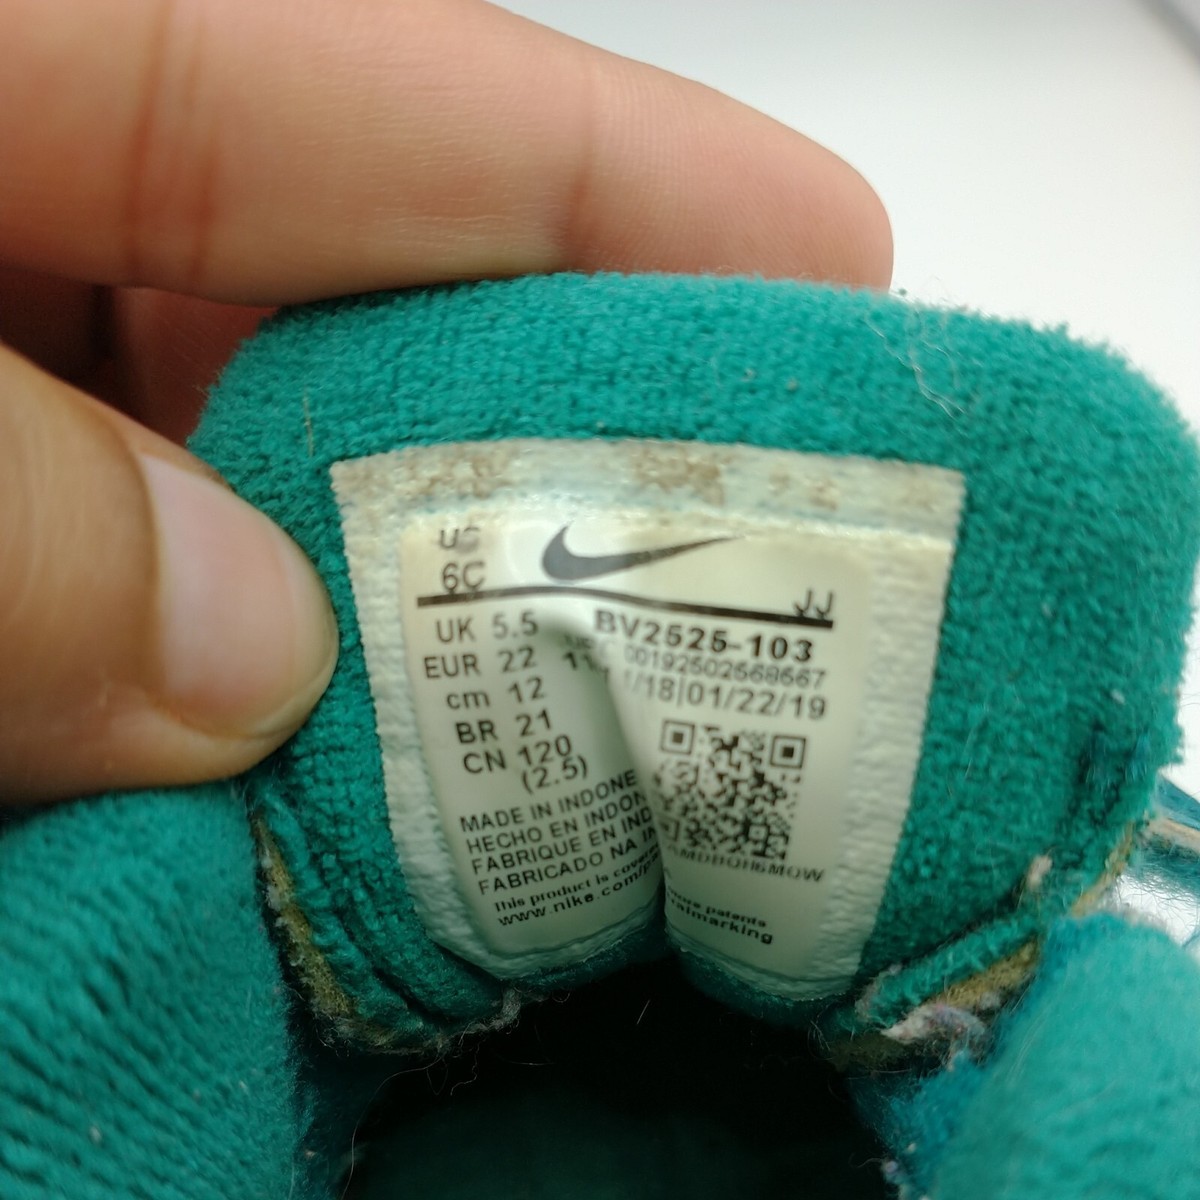 US
6C
JJ
UK 5.5
BV2525-103
EUR 22
00192502568667
cm 12
/18|01/22/19
BR 21
CN 120
(2.5)
MADE IN INDONE
HECHO EN INDON
FABRIQUE EN IND
FABRICADO NA IN
This product is
www.nike.com/
patents
marking